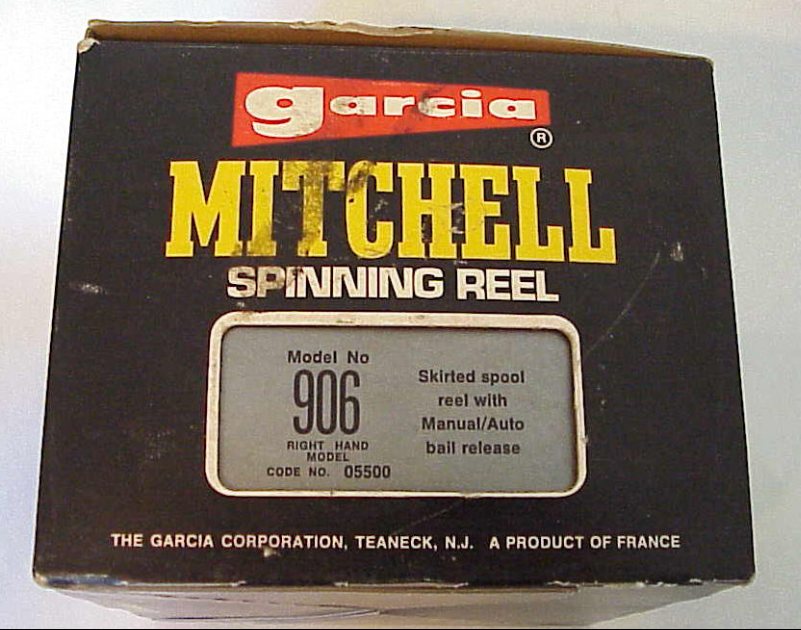 garcia
®
MITCHELL
SPINNING REEL
Model No
906
RIGHT HAND
MODEL
CODE NO. 05500
Skirted spool
reel with
Manual/Auto
bail release
THE GARCIA CORPORATION, TEANECK, N.J. A PRODUCT OF FRANCE